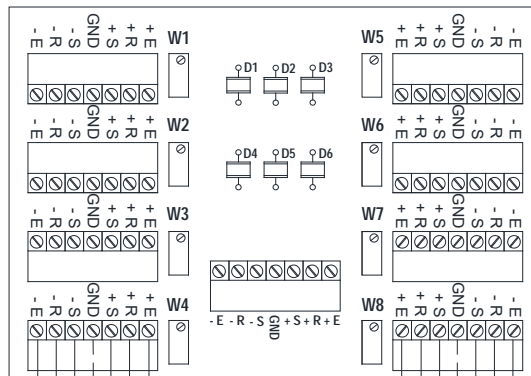 - E - R - S GND + S + R + E W1
D1 D2 D3
W5 + E + R + S GND - S - R - E
- E - R - S GND + S + R + E W2
D4 D5 D6
W6 + E + R + S GND - S - R - E
- E - R - S GND + S + R + E W3
W7 + E + R + S GND - S - R - E
- E - R - S GND + S + R + E W4
- E - R - S GND + S + R + E
W8 + E + R + S GND - S - R - E